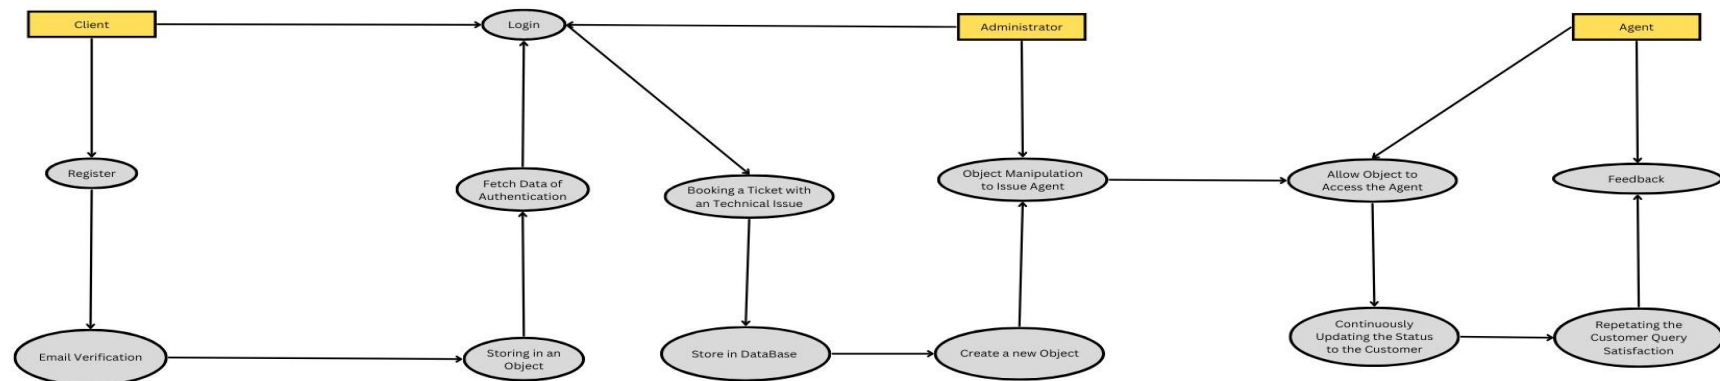 Client
Login
Administrator
Agent
Register
Fetch Data of
Authentication
Booking a Ticket with
an Technical Issue
Object Manipulation
to Issue Agent
Allow Object to
Access the Agent
Feedback
Email Verification
Storing in an
Object
Store in DataBase
Create a new Object
Continuously
Updating the Status
to the Customer
Repetating the
Customer Query
Satisfaction